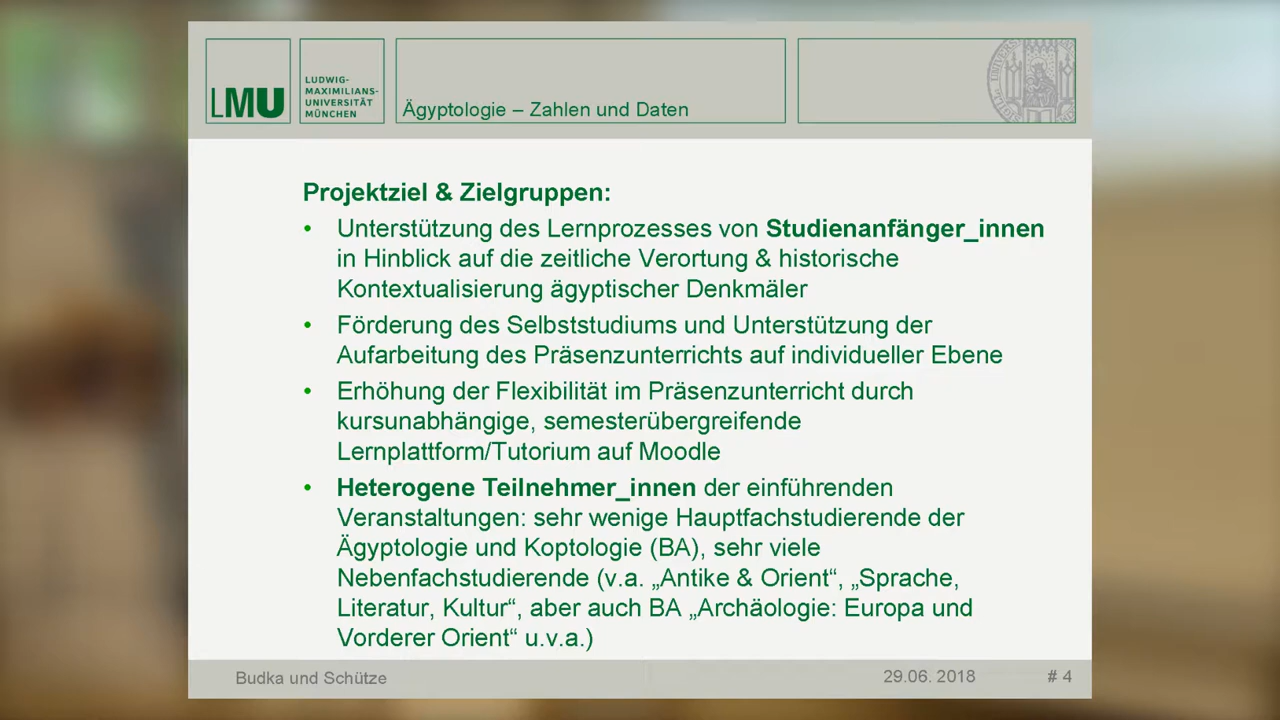 LMU
LUDWIG-
MAXIMILIANS-
UNIVERSITÄT
MÜNCHEN
Ägyptologie – Zahlen und Daten
Projektziel & Zielgruppen:
• Unterstützung des Lernprozesses von Studienanfänger_innen
in Hinblick auf die zeitliche Verortung & historische
Kontextualisierung ägyptischer Denkmäler
• Förderung des Selbststudiums und Unterstützung der
Aufarbeitung des Präsenzunterrichts auf individueller Ebene
• Erhöhung der Flexibilität im Präsenzunterricht durch
kursunabhängige, semesterübergreifende
Lernplattform/Tutorium auf Moodle
• Heterogene Teilnehmer_innen der einführenden
Veranstaltungen: sehr wenige Hauptfachstudierende der
Ägyptologie und Koptologie (BA), sehr viele
Nebenfachstudierende (v.a. „Antike & Orient“, „Sprache,
Literatur, Kultur“, aber auch BA „Archäologie: Europa und
Vorderer Orient“ u.v.a.)
Budka und Schütze
29.06. 2018
# 4